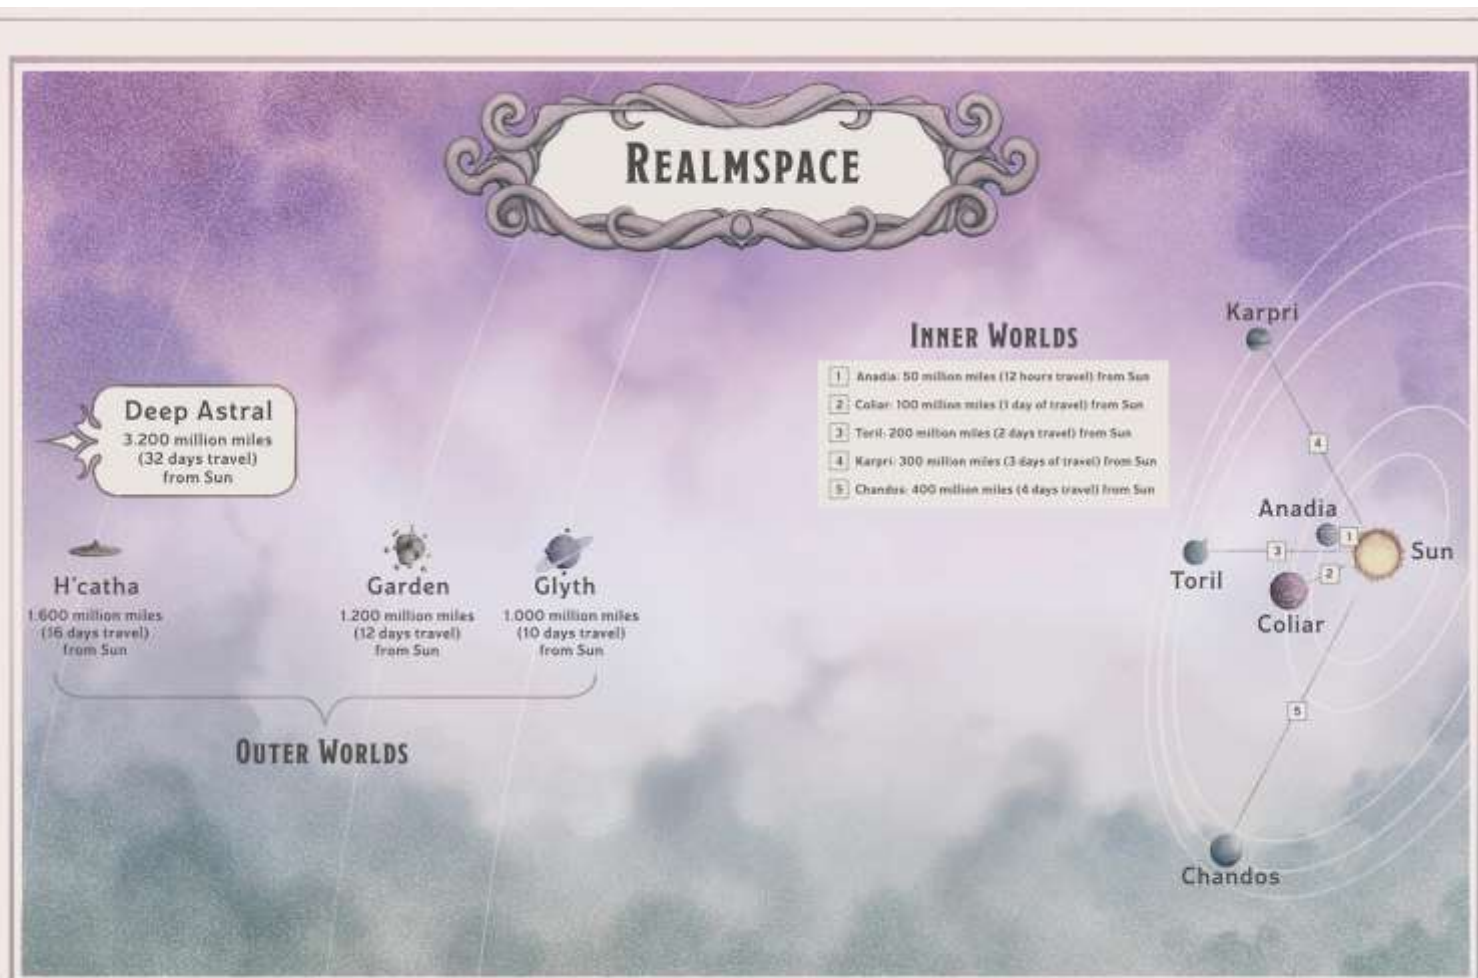 REALMSPACE
Karpri
INNER WORLDS
1 Anadia: 50 million miles (12 hours travel) from Sun
2 Coliar: 100 million miles (1 day of travel) from Sun
3 Toril: 200 million miles (2 days travel) from Sun
4 Karpri: 300 million miles (3 days of travel) from Sun
5 Chandos: 400 million miles (4 days travel) from Sun
Deep Astral
3.200 million miles
(32 days travel)
from Sun
4
Anadia
1
Sun
3
Toril
2
Coliar
H'catha
1.600 million miles
(16 days travel)
from Sun
Garden
1.200 million miles
(12 days travel)
from Sun
Glyth
1.000 million miles
(10 days travel)
from Sun
5
OUTER WORLDS
Chandos